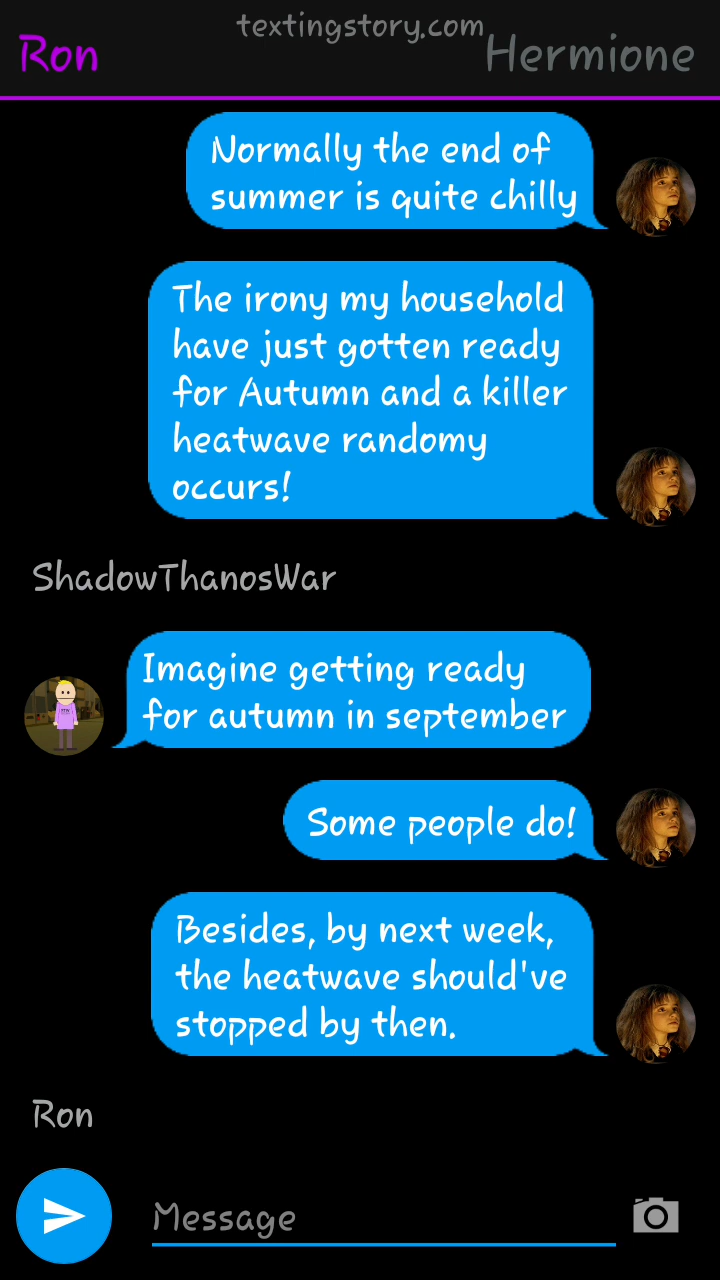 textingstory.com
Ron
Hermione
Normally the end of
summer is quite chilly
The irony my household
have just gotten ready
for Autumn and a killer
heatwave randomy
occurs!
ShadowThanosWar
Imagine getting ready
for autumn in september
Some people do!
Besides, by next week,
the heatwave should've
stopped by then.
Ron
Message